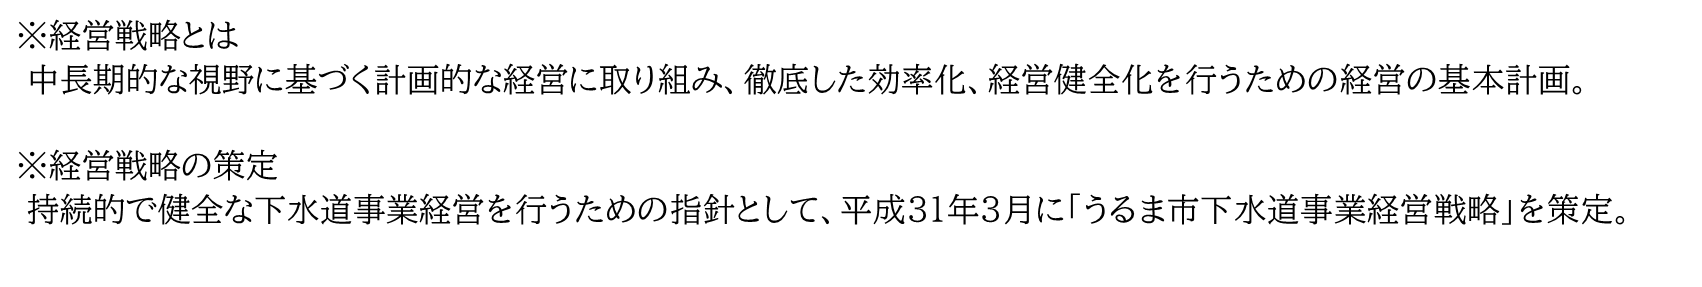 ※経営戦略とは
中長期的な視野に基づく計画的な経営に取り組み、徹底した効率化、経営健全化を行うための経営の基本計画。
※経営戦略の策定
持続的で健全な下水道事業経営を行うための指針として、平成31年3月に「うるま市下水道事業経営戦略」を策定。